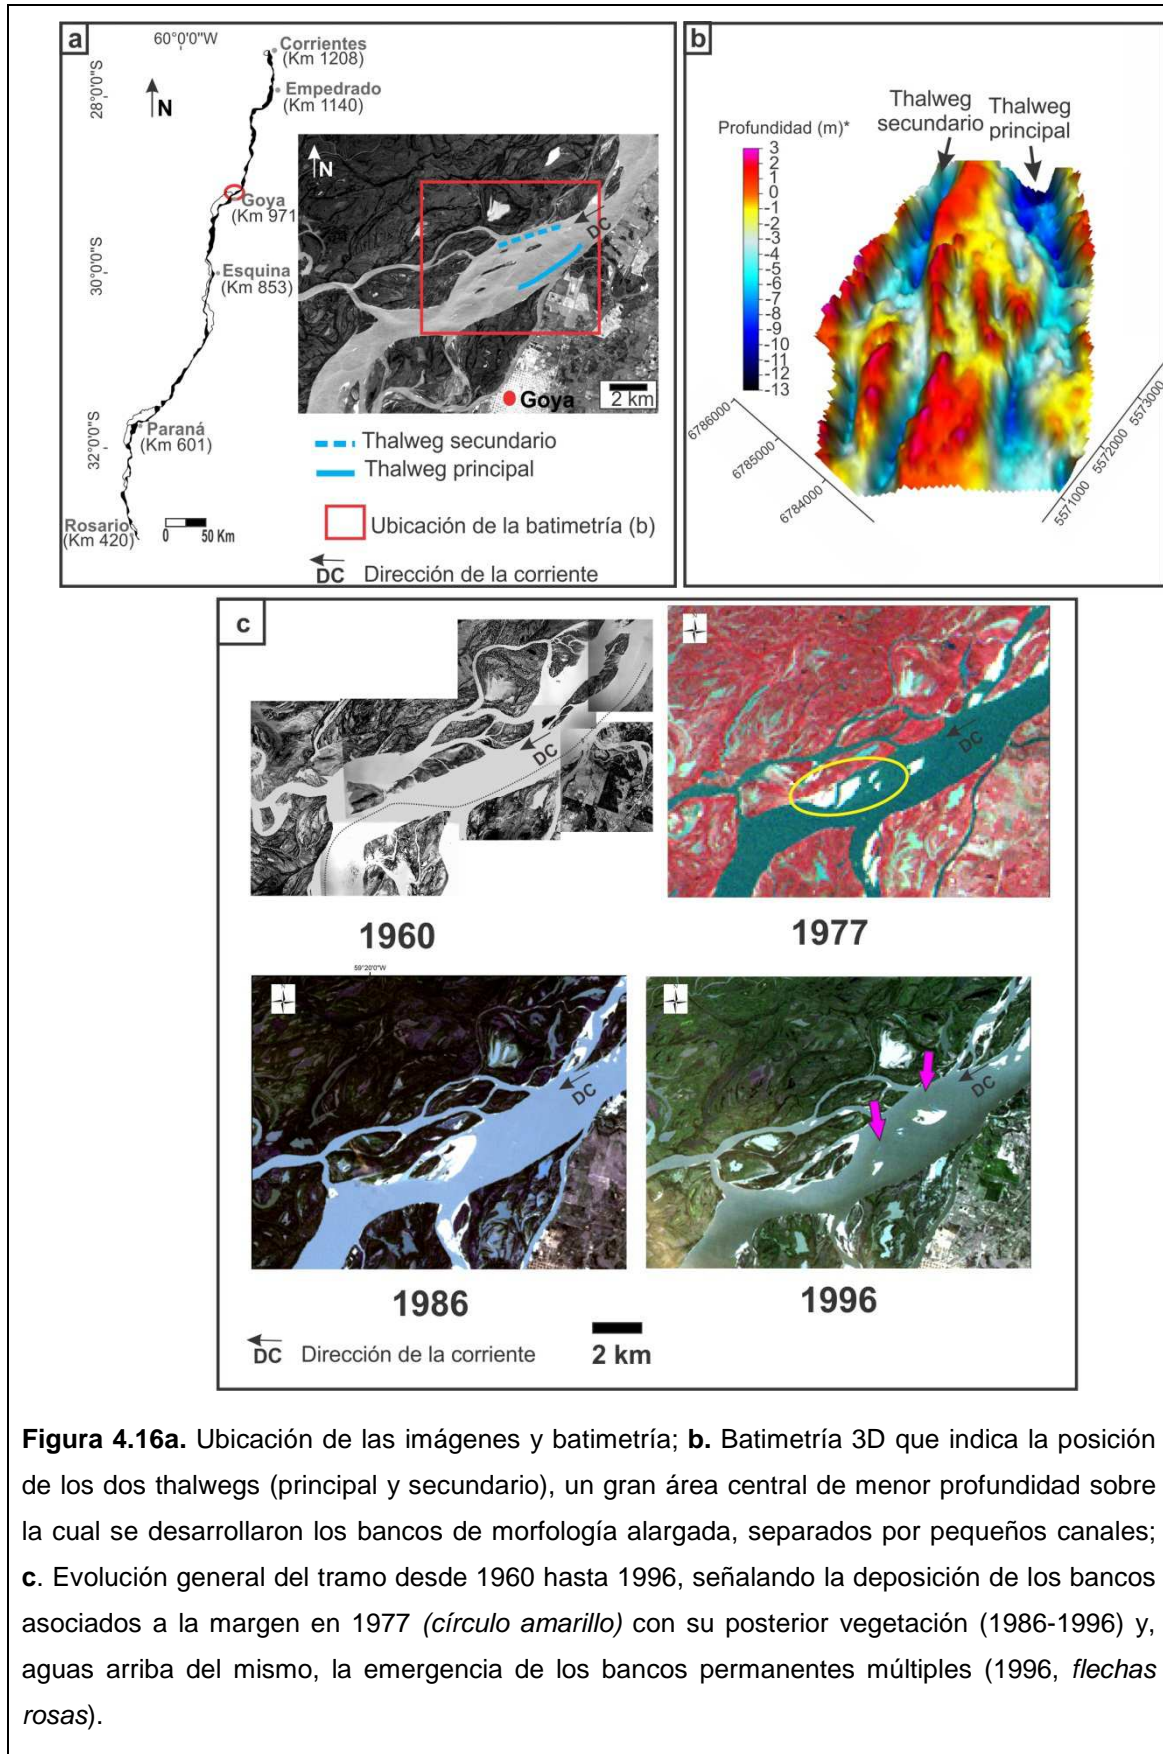 a
60°0'0"W
Corrientes
(Km 1208)
Empedrado
(Km 1140)
28°0'0"S
N
Goya
(Km 971
30°0'0"S
Esquina
(Km 853)
32°0'0"S
Paraná
(Km 601)
Rosario
(Km 420)
0 50 Km
N
DC
Goya
2 km
Thalweg secundario
Thalweg principal
Ubicación de la batimetría (b)
DC Dirección de la corriente
b
Thalweg
secundario
Thalweg
principal
Profundidad (m)*
3
2
1
0
-1
-2
-3
-4
-5
-6
-7
-8
-9
-10
-11
-12
-13
6786000
6785000
6784000
5573000
5572000
5571000
c
DC
1960
DC
1977
59°20'0"W
N
DC
1986
N
DC
1996
DC Dirección de la corriente
2 km
Figura 4.16a. Ubicación de las imágenes y batimetría; b. Batimetría 3D que indica la posición
de los dos thalwegs (principal y secundario), un gran área central de menor profundidad sobre
la cual se desarrollaron los bancos de morfología alargada, separados por pequeños canales;
c. Evolución general del tramo desde 1960 hasta 1996, señalando la deposición de los bancos
asociados a la margen en 1977 (círculo amarillo) con su posterior vegetación (1986-1996) y,
aguas arriba del mismo, la emergencia de los bancos permanentes múltiples (1996, flechas
rosas).